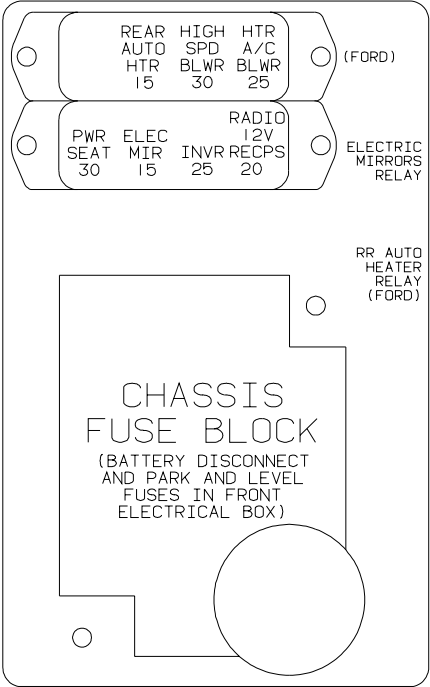 REAR HIGH HTR
AUTO SPD A/C
HTR BLWR BLWR
15 30 25
(FORD)
RADIO
12V
PWR ELEC
SEAT MIR INVR RECPS
30 15 25 20
ELECTRIC
MIRRORS
RELAY
RR AUTO
HEATER
RELAY
(FORD)
CHASSIS
FUSE BLOCK
(BATTERY DISCONNECT
AND PARK AND LEVEL
FUSES IN FRONT
ELECTRICAL BOX)